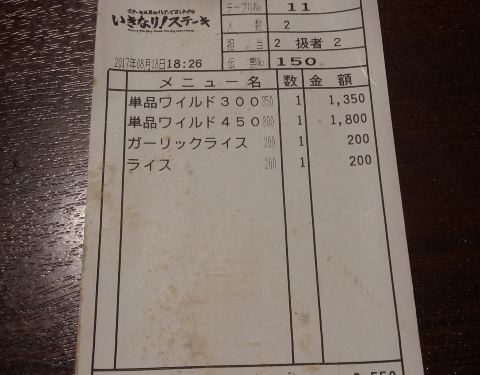 いきなり!ステーキ
テーブルNo 11
人 数 2
担 当 2 扱者2
2017年08月18日18:26 伝 票No 150
メニュー名 数 金 額
単品ワイルド300 1 1,350
単品ワイルド450 1 1,800
ガーリックライス 200 1 200
ライス 200 1 200